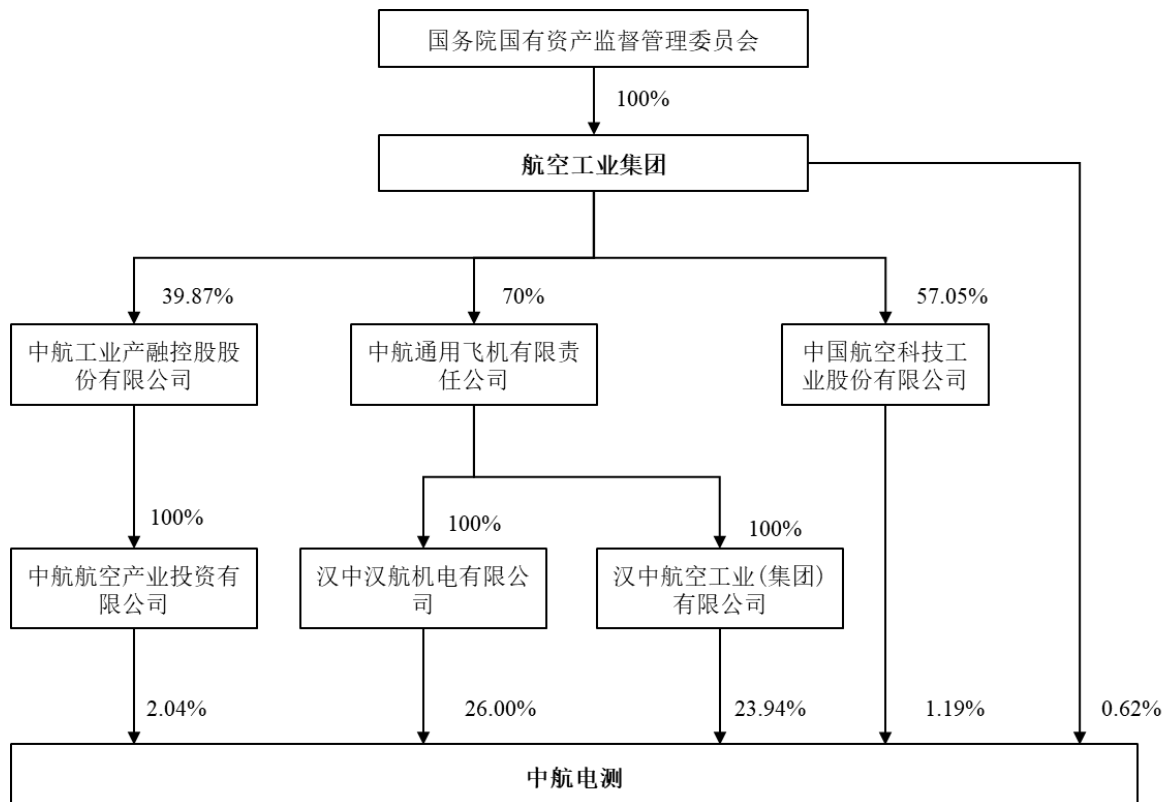 国务院国有资产监督管理委员会
100%
航空工业集团
39.87%
70%
57.05%
中航工业产融控股股
份有限公司
中航通用飞机有限责
任公司
中国航空科技工
业股份有限公司
100%
100%
100%
中航航空产业投资有
限公司
汉中汉航机电有限公
司
汉中航空工业(集团)
有限公司
2.04%
26.00%
23.94%
1.19%
0.62%
中航电测